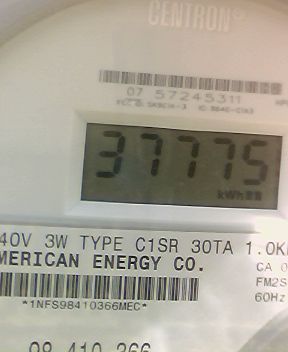 CENTRON®
07 57245311
37775
kWh
40V 3W TYPE C1SR 30TA 1.0K
MERICAN ENERGY CO.
CA 0
FM2S
60Hz
*1NFS98410366MEC*
98 410 366